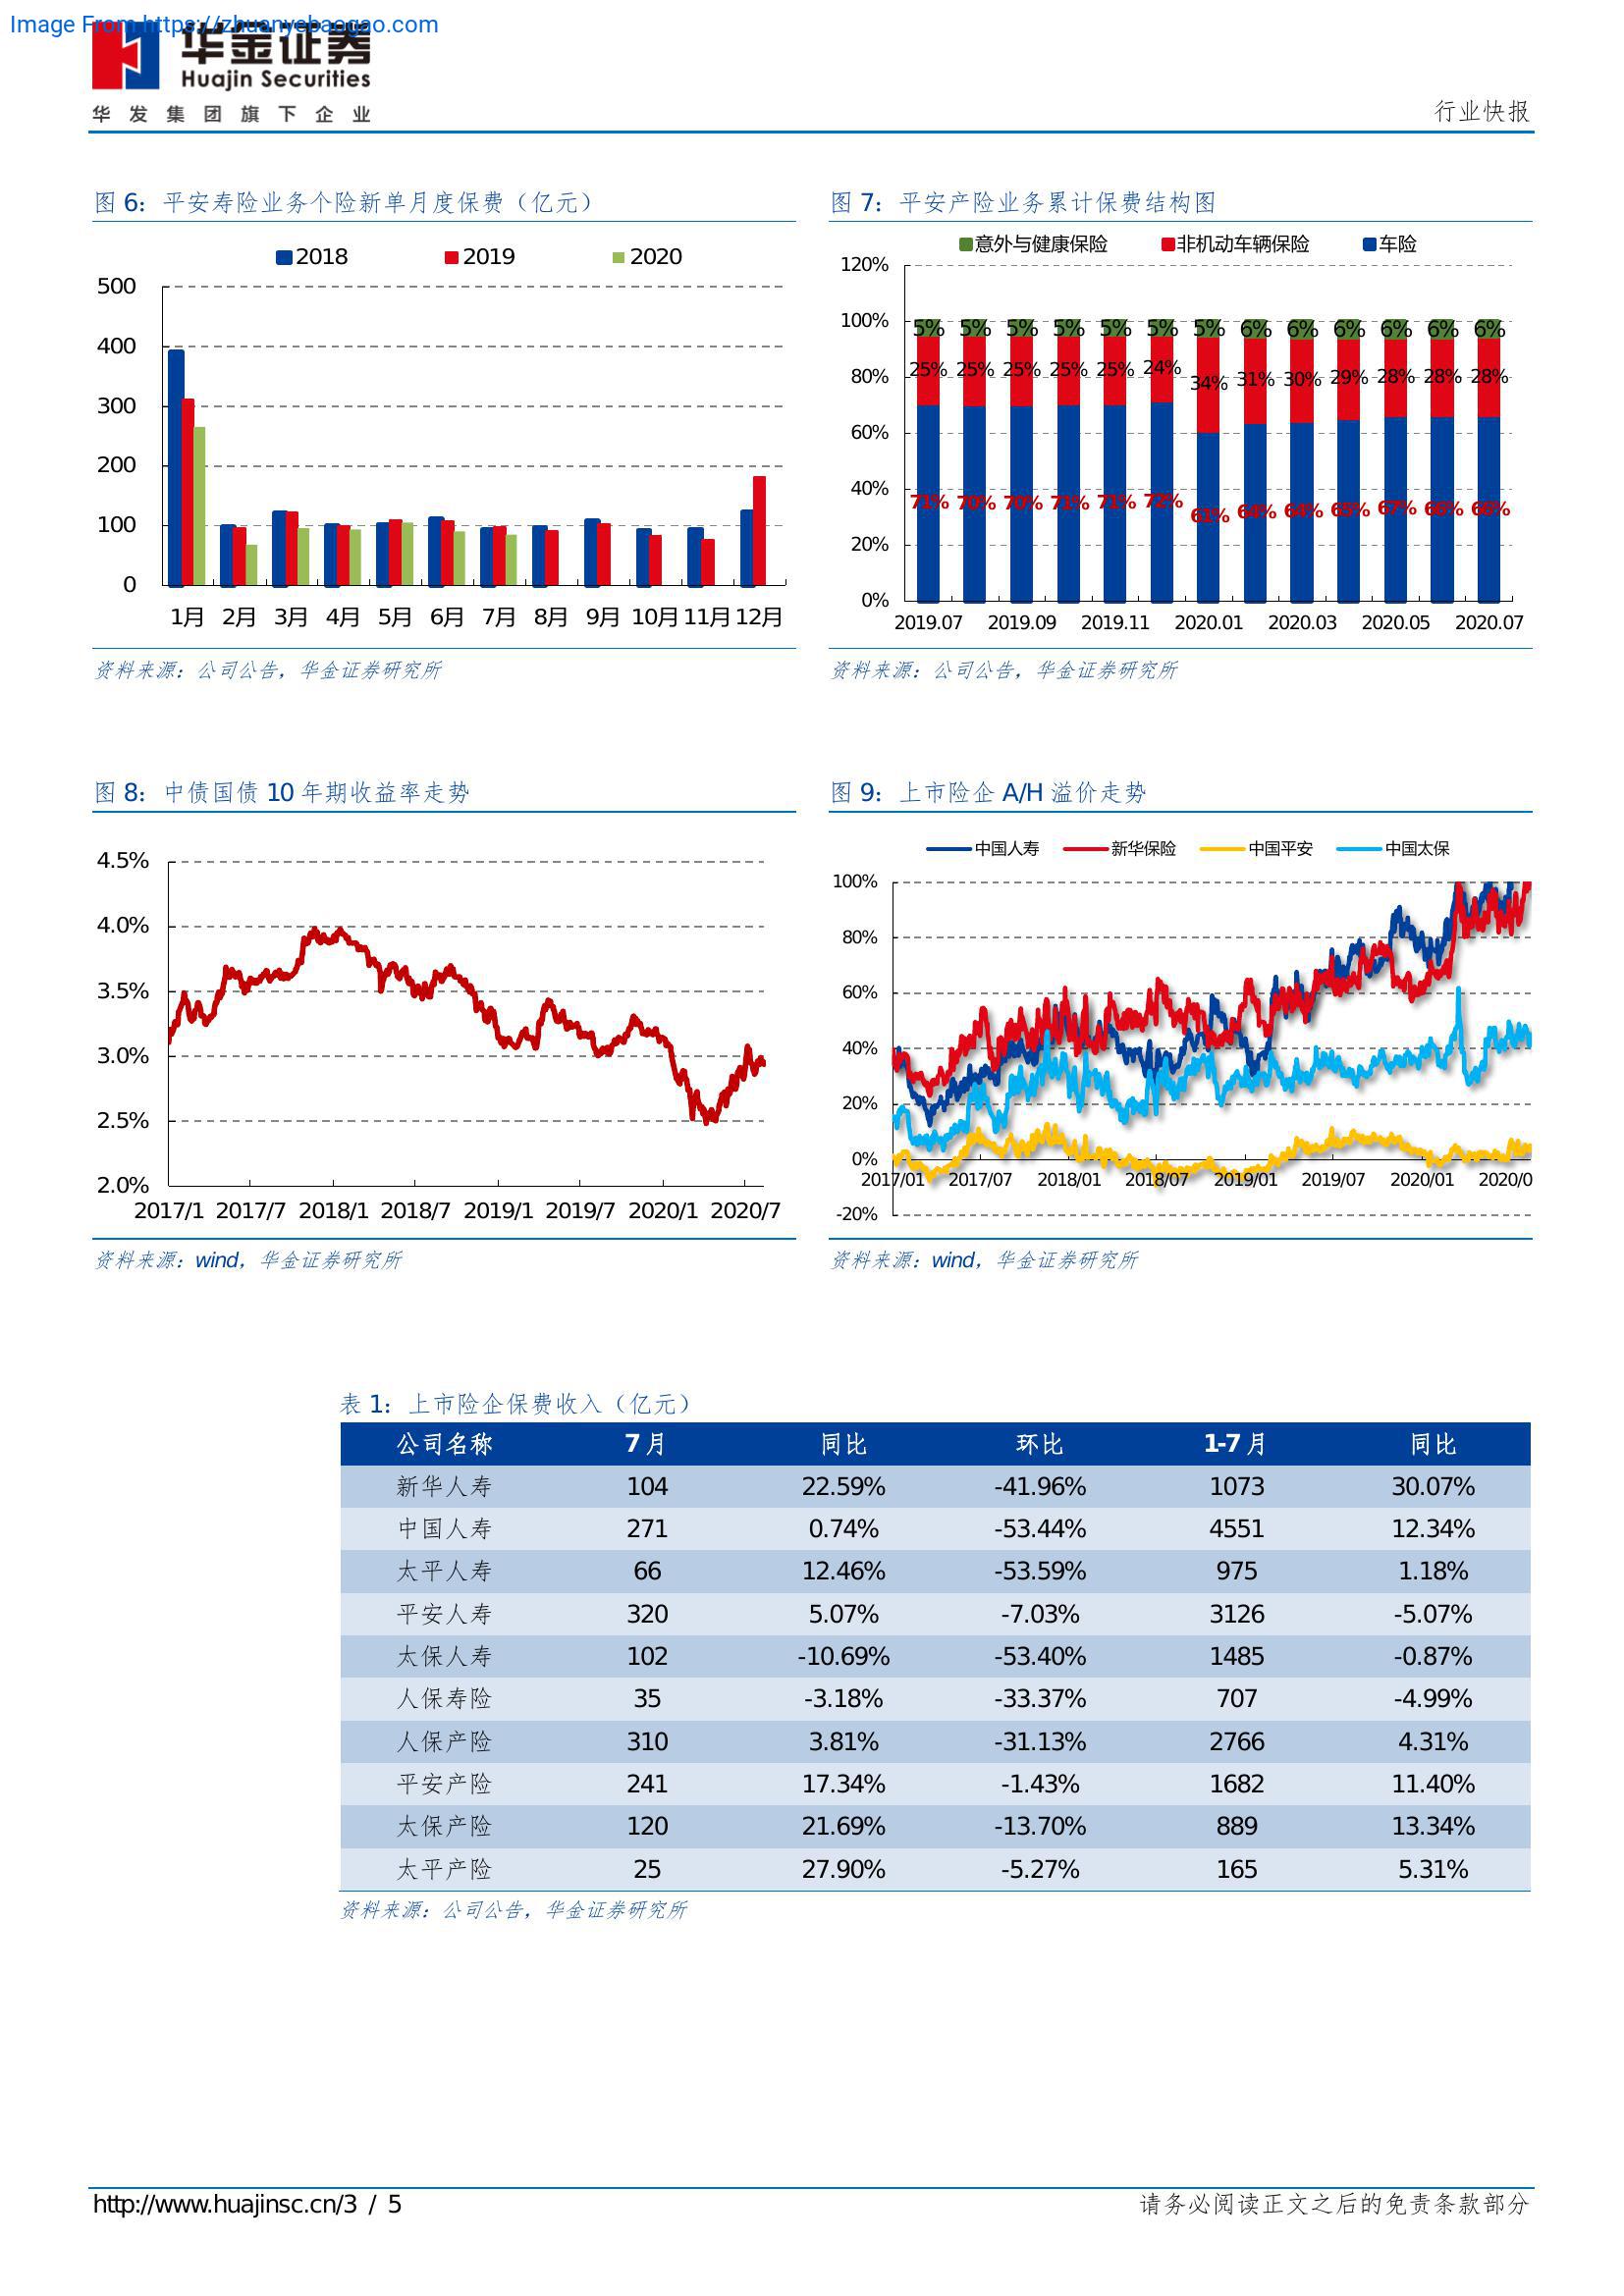 Image From https://zhuanyebaogao.com
华金证券
Huajin Securities
华发集团旗下企业
行业快报
图 6：平安寿险业务个险新单月度保费（亿元）
2018 2019 2020
500
400
300
200
100
0
1月 2月 3月 4月 5月 6月 7月 8月 9月 10月 11月 12月
资料来源：公司公告，华金证券研究所
图 7：平安产险业务累计保费结构图
意外与健康保险 非机动车辆保险 车险
120%
100%
80%
60%
40%
20%
0%
5% 5% 5% 5% 5% 5% 5% 6% 6% 6% 6% 6% 6%
25% 25% 25% 25% 25% 24% 34% 31% 30% 29% 28% 28% 28%
71% 70% 70% 71% 71% 72% 61% 64% 64% 65% 67% 66% 66%
2019.07 2019.09 2019.11 2020.01 2020.03 2020.05 2020.07
资料来源：公司公告，华金证券研究所
图 8：中债国债 10 年期收益率走势
4.5%
4.0%
3.5%
3.0%
2.5%
2.0%
2017/1 2017/7 2018/1 2018/7 2019/1 2019/7 2020/1 2020/7
资料来源：wind，华金证券研究所
图 9：上市险企 A/H 溢价走势
中国人寿 新华保险 中国平安 中国太保
100%
80%
60%
40%
20%
0%
-20%
2017/01 2017/07 2018/01 2018/07 2019/01 2019/07 2020/01 2020/0
资料来源：wind，华金证券研究所
表 1：上市险企保费收入（亿元）
公司名称 7 月 同比 环比 1-7 月 同比
新华人寿 104 22.59% -41.96% 1073 30.07%
中国人寿 271 0.74% -53.44% 4551 12.34%
太平人寿 66 12.46% -53.59% 975 1.18%
平安人寿 320 5.07% -7.03% 3126 -5.07%
太保人寿 102 -10.69% -53.40% 1485 -0.87%
人保寿险 35 -3.18% -33.37% 707 -4.99%
人保产险 310 3.81% -31.13% 2766 4.31%
平安产险 241 17.34% -1.43% 1682 11.40%
太保产险 120 21.69% -13.70% 889 13.34%
太平产险 25 27.90% -5.27% 165 5.31%
资料来源：公司公告，华金证券研究所
http://www.huajinsc.cn/3 / 5
请务必阅读正文之后的免责条款部分